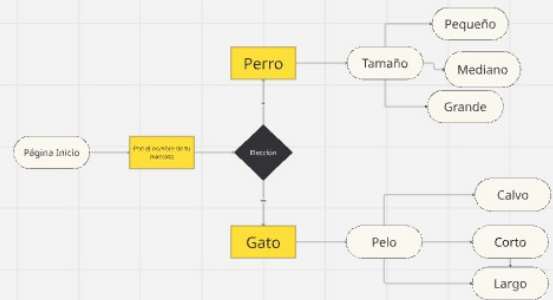 Pequeño
Perro
Tamaño
Mediano
Grande
Página Inicio
Pon el nombre de tu
mascota
Elección
Calvo
Gato
Pelo
Corto
Largo